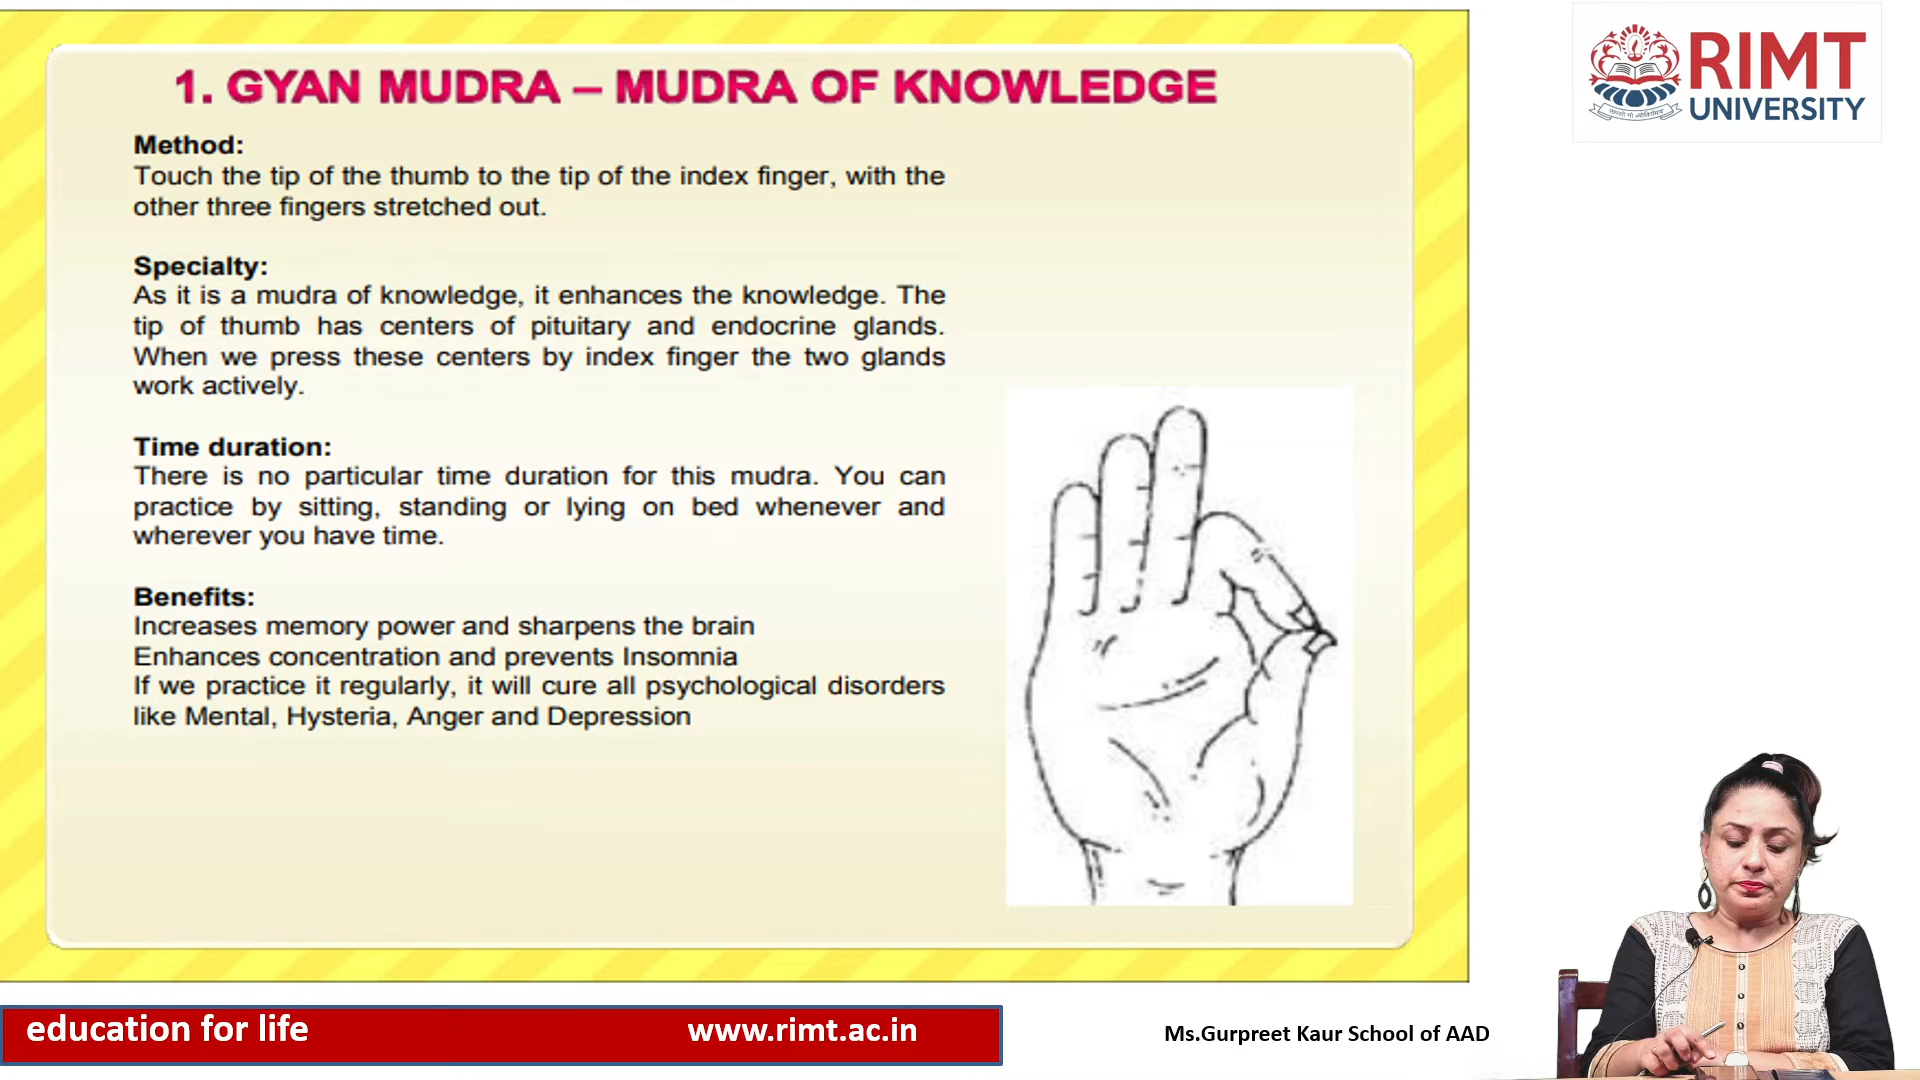 1. GYAN MUDRA – MUDRA OF KNOWLEDGE
Method:
Touch the tip of the thumb to the tip of the index finger, with the
other three fingers stretched out.
Specialty:
As it is a mudra of knowledge, it enhances the knowledge. The
tip of thumb has centers of pituitary and endocrine glands.
When we press these centers by index finger the two glands
work actively.
Time duration:
There is no particular time duration for this mudra. You can
practice by sitting, standing or lying on bed whenever and
wherever you have time.
Benefits:
Increases memory power and sharpens the brain
Enhances concentration and prevents Insomnia
If we practice it regularly, it will cure all psychological disorders
like Mental, Hysteria, Anger and Depression
RIMT
UNIVERSITY
education for life
www.rimt.ac.in
Ms.Gurpreet Kaur School of AAD